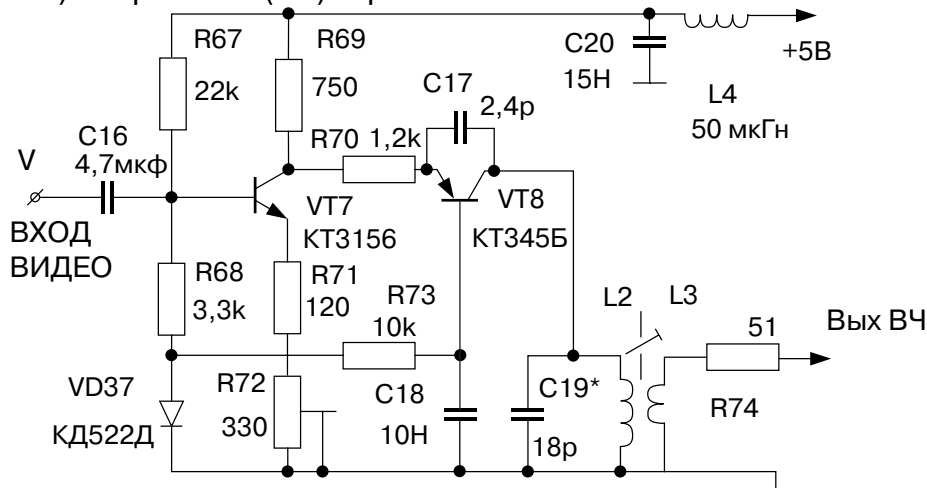 R67
22k
R69
750
C20
15Н
+5В
L4
50 мкГн
C17
2,4р
R70
1,2k
C16
4,7мкф
V
ВХОД
ВИДЕО
VT7
КТ3156
VT8
КТ345Б
R68
3,3k
R71
120
R73
10k
L2
L3
51
Вых ВЧ
R74
VD37
КД522Д
R72
330
C18
10Н
C19*
18р